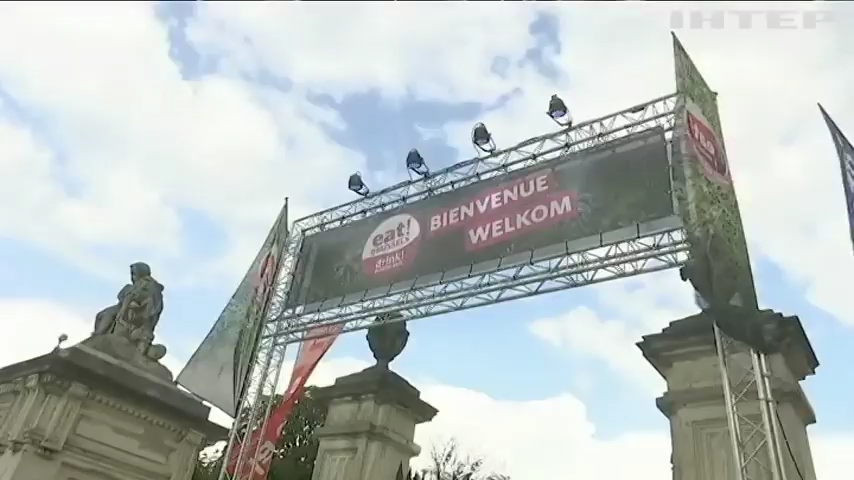 ІНТЕР
BIENVENUE
WELKOM
eat!
BRUSSELS
drink!